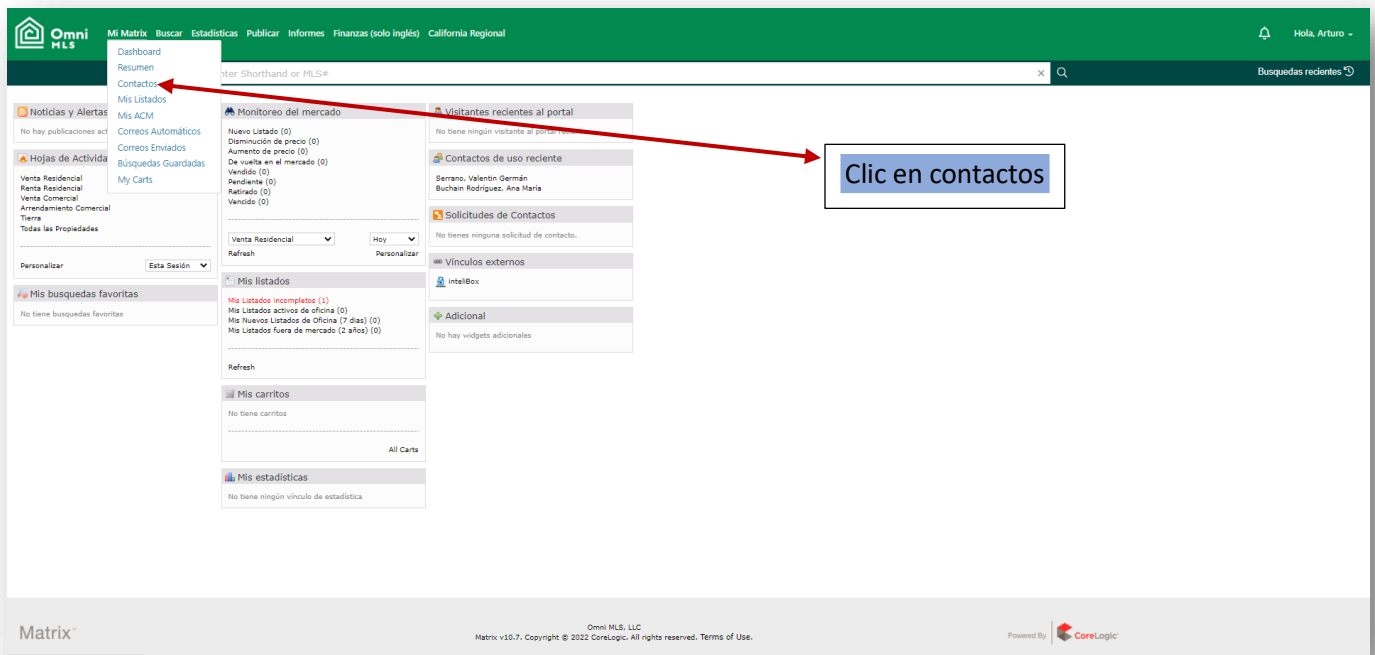 Omni
MLS
Mi Matrix Buscar Estadísticas Publicar Informes Finanzas (solo inglés) California Regional
Hola, Arturo
Dashboard
Resumen
Contactos
Mis Listados
Mis ACM
Correos Automáticos
Correos Enviados
Búsquedas Guardadas
My Carts
nter Shorthand or MLS#
Busquedas recientes
Noticias y Alertas
No hay publicaciones act
Hojas de Activida
Venta Residencial
Renta Residencial
Venta Comercial
Arrendamiento Comercial
Tierra
Todas las Propiedades
Personalizar Esta Sesión
Mis busquedas favoritas
No tiene busquedas favoritas
Monitoreo del mercado
Nuevo Listado (0)
Disminución de precio (0)
Aumento de precio (0)
De vuelta en el mercado (0)
Vendido (0)
Pendiente (0)
Retirado (0)
Vencido (0)
Venta Residencial Hoy
Refresh Personalizar
Mis listados
Mis Listados incompletos (1)
Mis Listados activos de oficina (0)
Mis Nuevos Listados de Oficina (7 dias) (0)
Mis Listados fuera de mercado (2 años) (0)
Refresh
Mis carritos
No tiene carritos
All Carts
Mis estadísticas
No tiene ningún vínculo de estadística
Visitantes recientes al portal
No tiene ningún visitante al portal
Contactos de uso reciente
Serrano, Valentin Germán
Buchain Rodríguez, Ana María
Solicitudes de Contactos
No tienes ninguna solicitud de contacto.
Vínculos externos
inteliBox
Adicional
No hay widgets adicionales
Clic en contactos
Matrix™
Omni MLS, LLC
Matrix v10.7. Copyright © 2022 CoreLogic. All rights reserved. Terms of Use.
Powered By CoreLogic